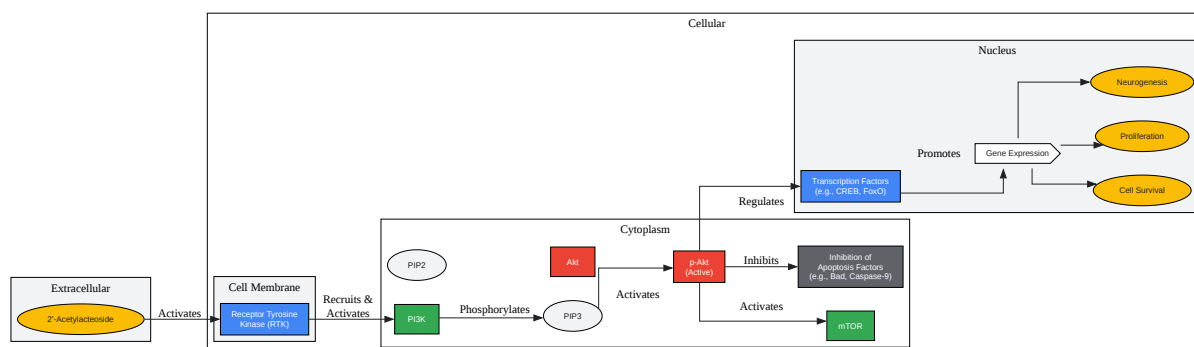 Cellular
Nucleus
Neurogenesis
Proliferation
Promotes
Gene Expression
Transcription Factors
(e.g., CREB, FoxO)
Cell Survival
Regulates
Cytoplasm
PIP2
Akt
p-Akt
(Active)
Inhibits
Inhibition of
Apoptosis Factors
(e.g., Bad, Caspase-9)
Extracellular
2'-Acetylacteoside
Activates
Cell Membrane
Receptor Tyrosine
Kinase (RTK)
Recruits &
Activates
PI3K
Phosphorylates
PIP3
Activates
Activates
mTOR